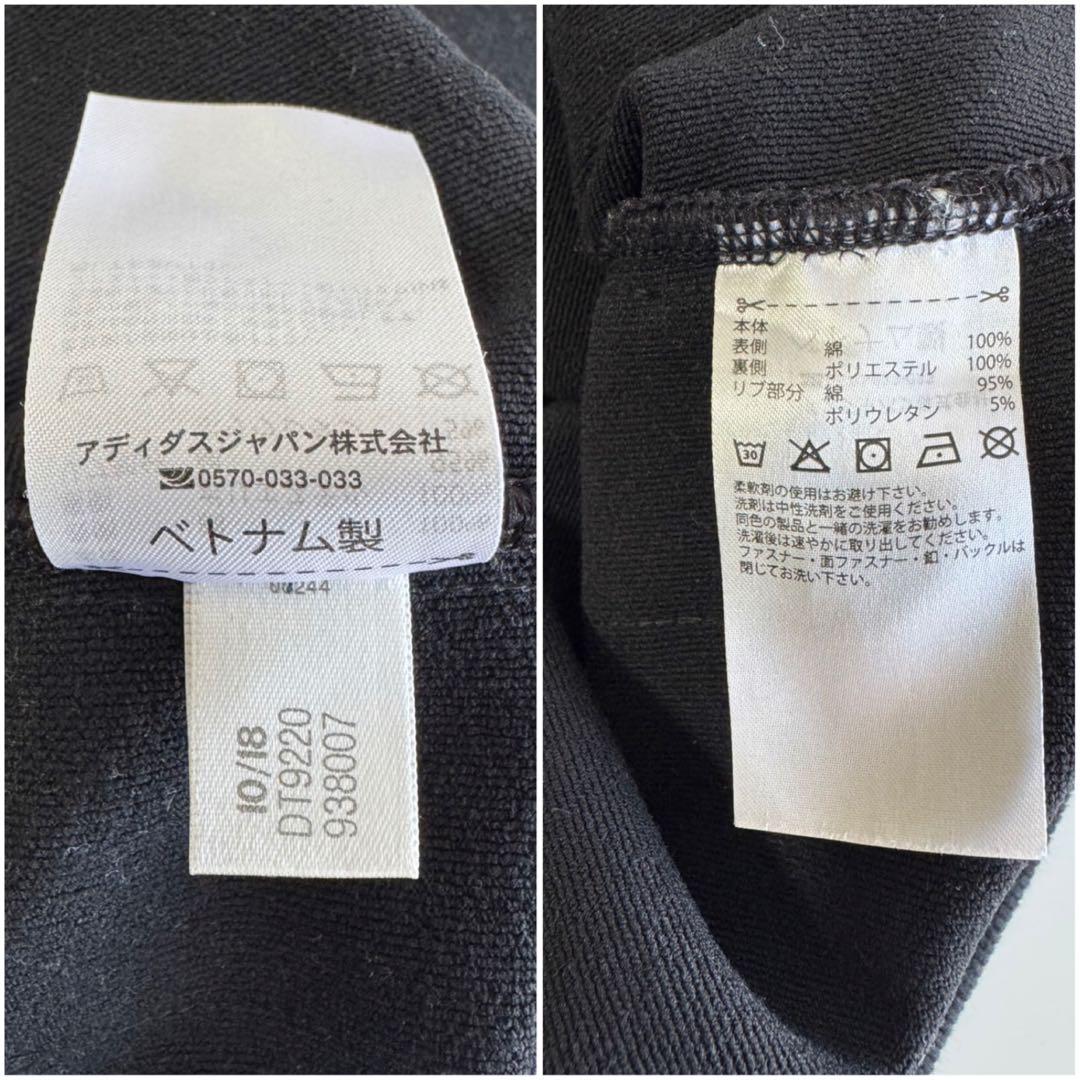 アディダスジャパン株式会社
0570-033-033
ベトナム製
10/18
DT9220
938007
本体
表側 綿 100%
裏側 ポリエステル 100%
リブ部分 綿 95%
ポリウレタン 5%
30
柔軟剤の使用はお避け下さい。
洗剤は中性洗剤をご使用ください。
同色の製品と一緒の洗濯をお勧めします。
洗濯後は速やかに取り出してください。
ファスナー・面ファスナー・釦・バックルは
閉じてお洗い下さい。